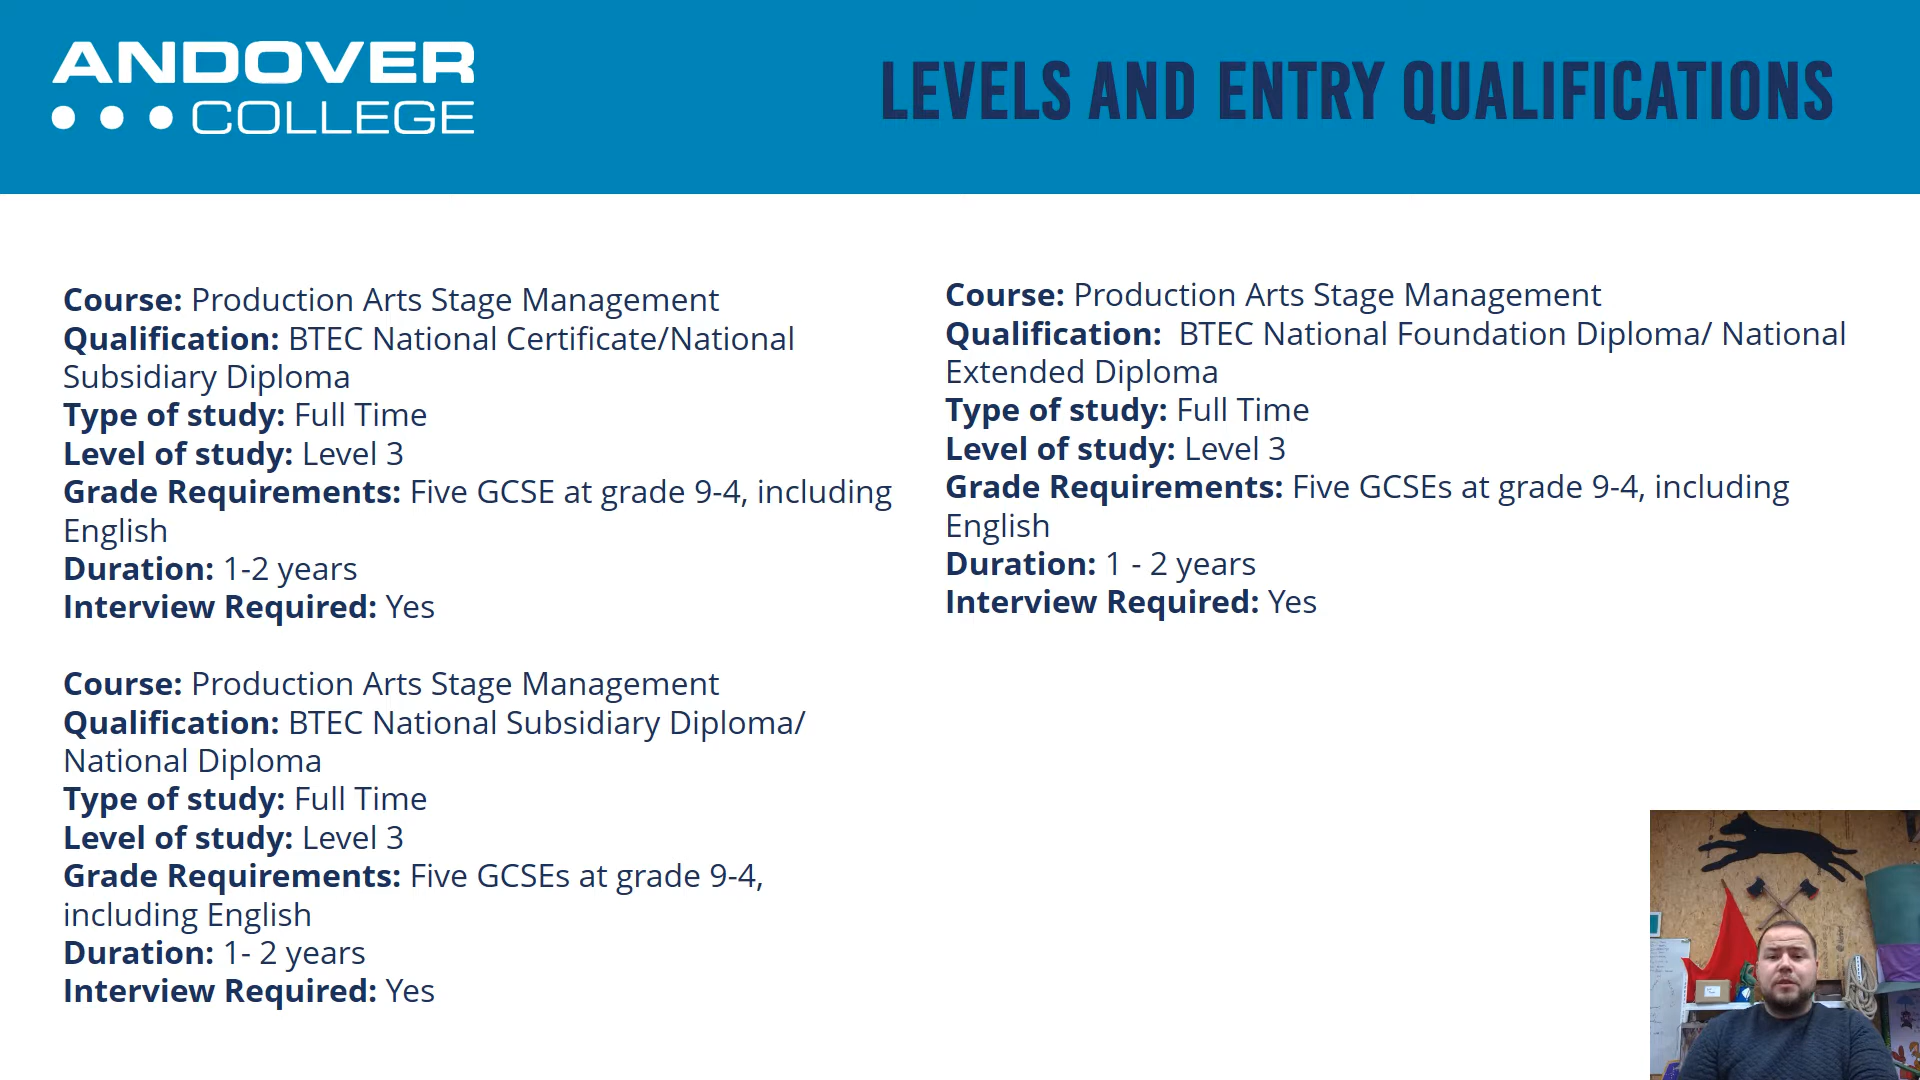 ANDOVER
COLLEGE
LEVELS AND ENTRY QUALIFICATIONS
Course: Production Arts Stage Management
Qualification: BTEC National Certificate/National
Subsidiary Diploma
Type of study: Full Time
Level of study: Level 3
Grade Requirements: Five GCSE at grade 9-4, including
English
Duration: 1-2 years
Interview Required: Yes
Course: Production Arts Stage Management
Qualification: BTEC National Subsidiary Diploma/
National Diploma
Type of study: Full Time
Level of study: Level 3
Grade Requirements: Five GCSEs at grade 9-4,
including English
Duration: 1- 2 years
Interview Required: Yes
Course: Production Arts Stage Management
Qualification:  BTEC National Foundation Diploma/ National
Extended Diploma
Type of study: Full Time
Level of study: Level 3
Grade Requirements: Five GCSEs at grade 9-4, including
English
Duration: 1 - 2 years
Interview Required: Yes